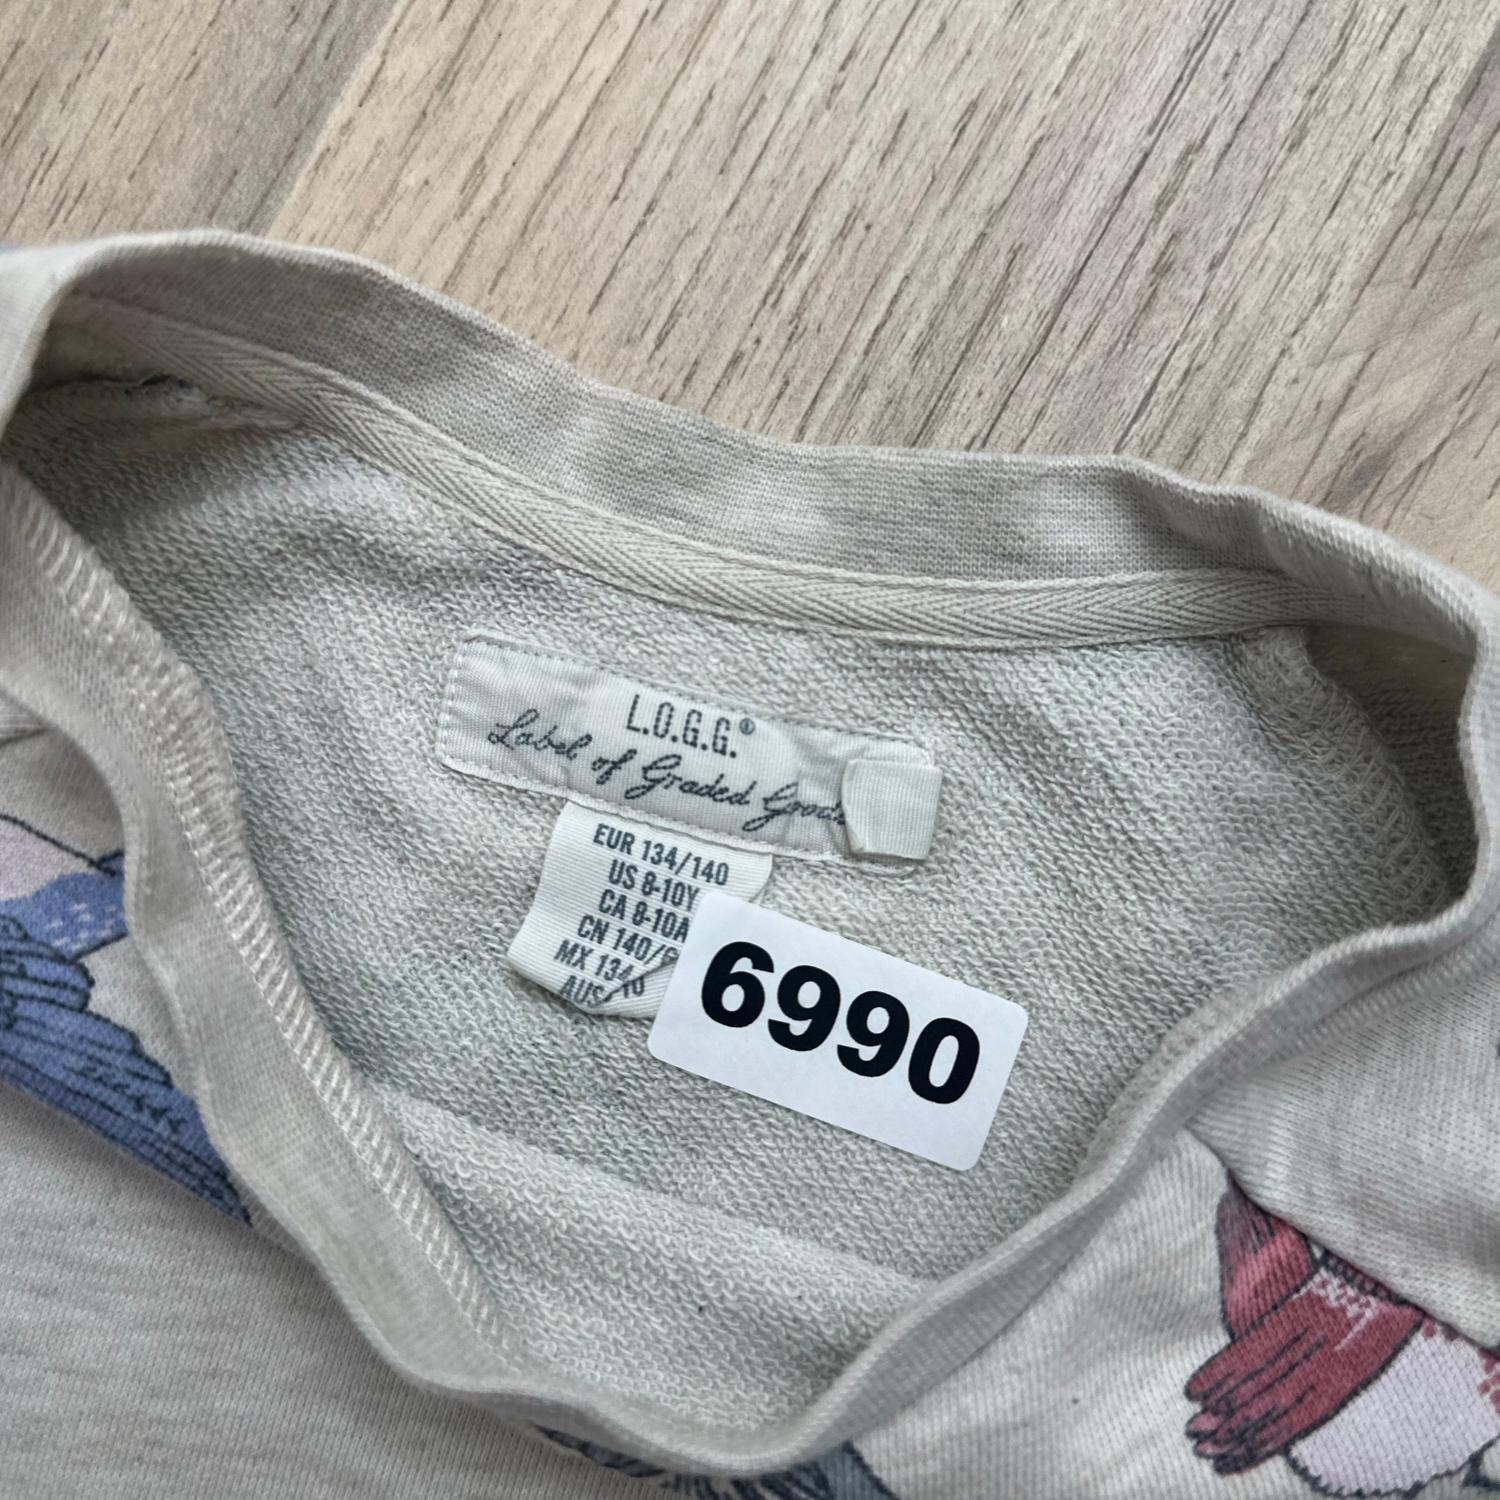 L.O.G.G.®
Label of Graded Goods
EUR 134/140
US 8-10Y
CA 8-10A
CN 140/
MX 134
AUS
6990